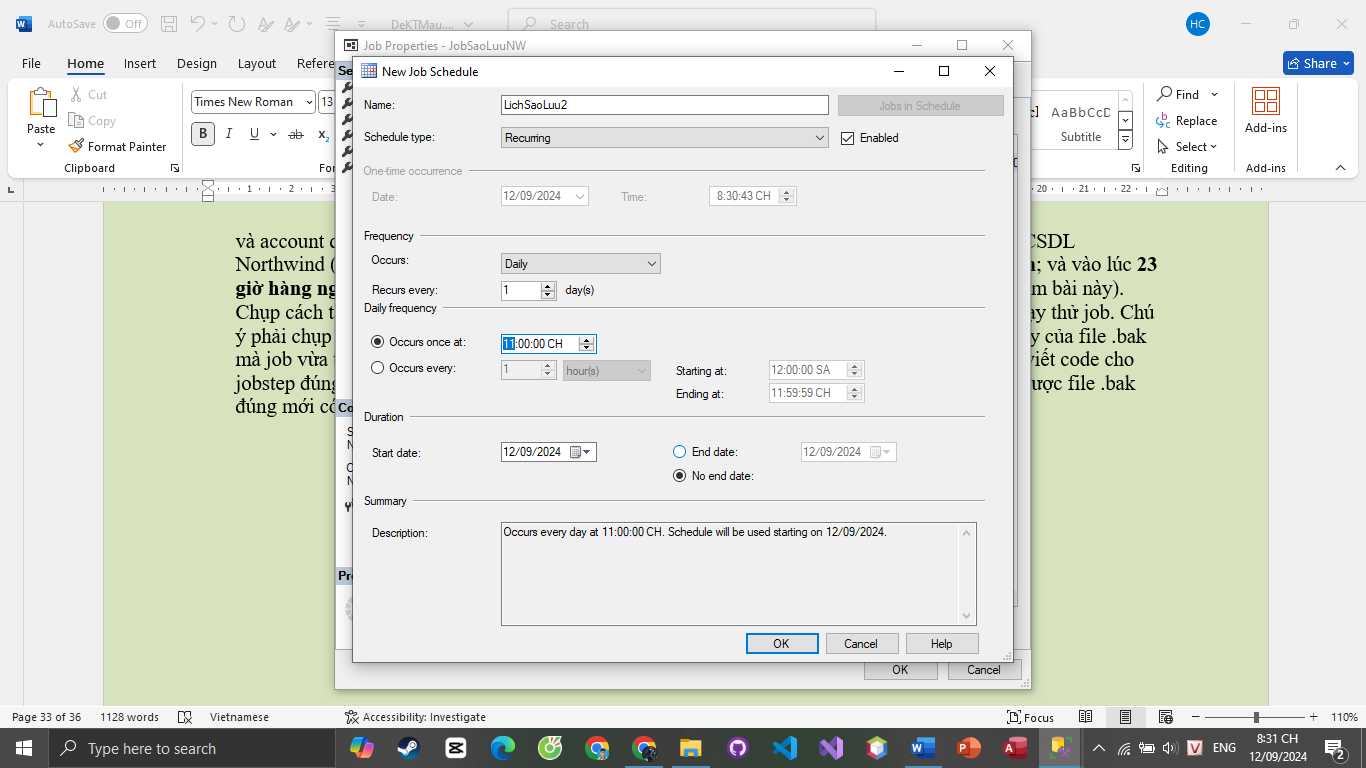 AutoSave Off DeKTMau.... Search HC
File Home Insert Design Layout Share
Paste Cut Copy Format Painter Clipboard
Times New Roman 13
B I U ab x2
AaBbCcD Subtitle
Find Replace Select Editing
Add-ins Add-ins
1 2 3 20 21 22
Job Properties - JobSaoLuuNW
New Job Schedule
Name: LichSaoLuu2 Jobs in Schedule
Schedule type: Recurring Enabled
One-time occurrence
Date: 12/09/2024 Time: 8:30:43 CH
Frequency
Occurs: Daily
Recurs every: 1 day(s)
Daily frequency
Occurs once at: 11:00:00 CH
Occurs every: 1 hour(s) Starting at: 12:00:00 SA
Ending at: 11:59:59 CH
Duration
Start date: 12/09/2024 End date: 12/09/2024
No end date:
Summary
Description: Occurs every day at 11:00:00 CH. Schedule will be used starting on 12/09/2024.
OK Cancel Help
OK Cancel
và account CSDL
Northwind ; và vào lúc 23
giờ hàng bài này).
Chụp cách thử job. Chú
ý phải chụp của file .bak
mà job vừa viết code cho
jobstep đúng file .bak
đúng mới
Page 33 of 36 1128 words Vietnamese Accessibility: Investigate Focus 110%
Type here to search ENG 8:31 CH
12/09/2024 2